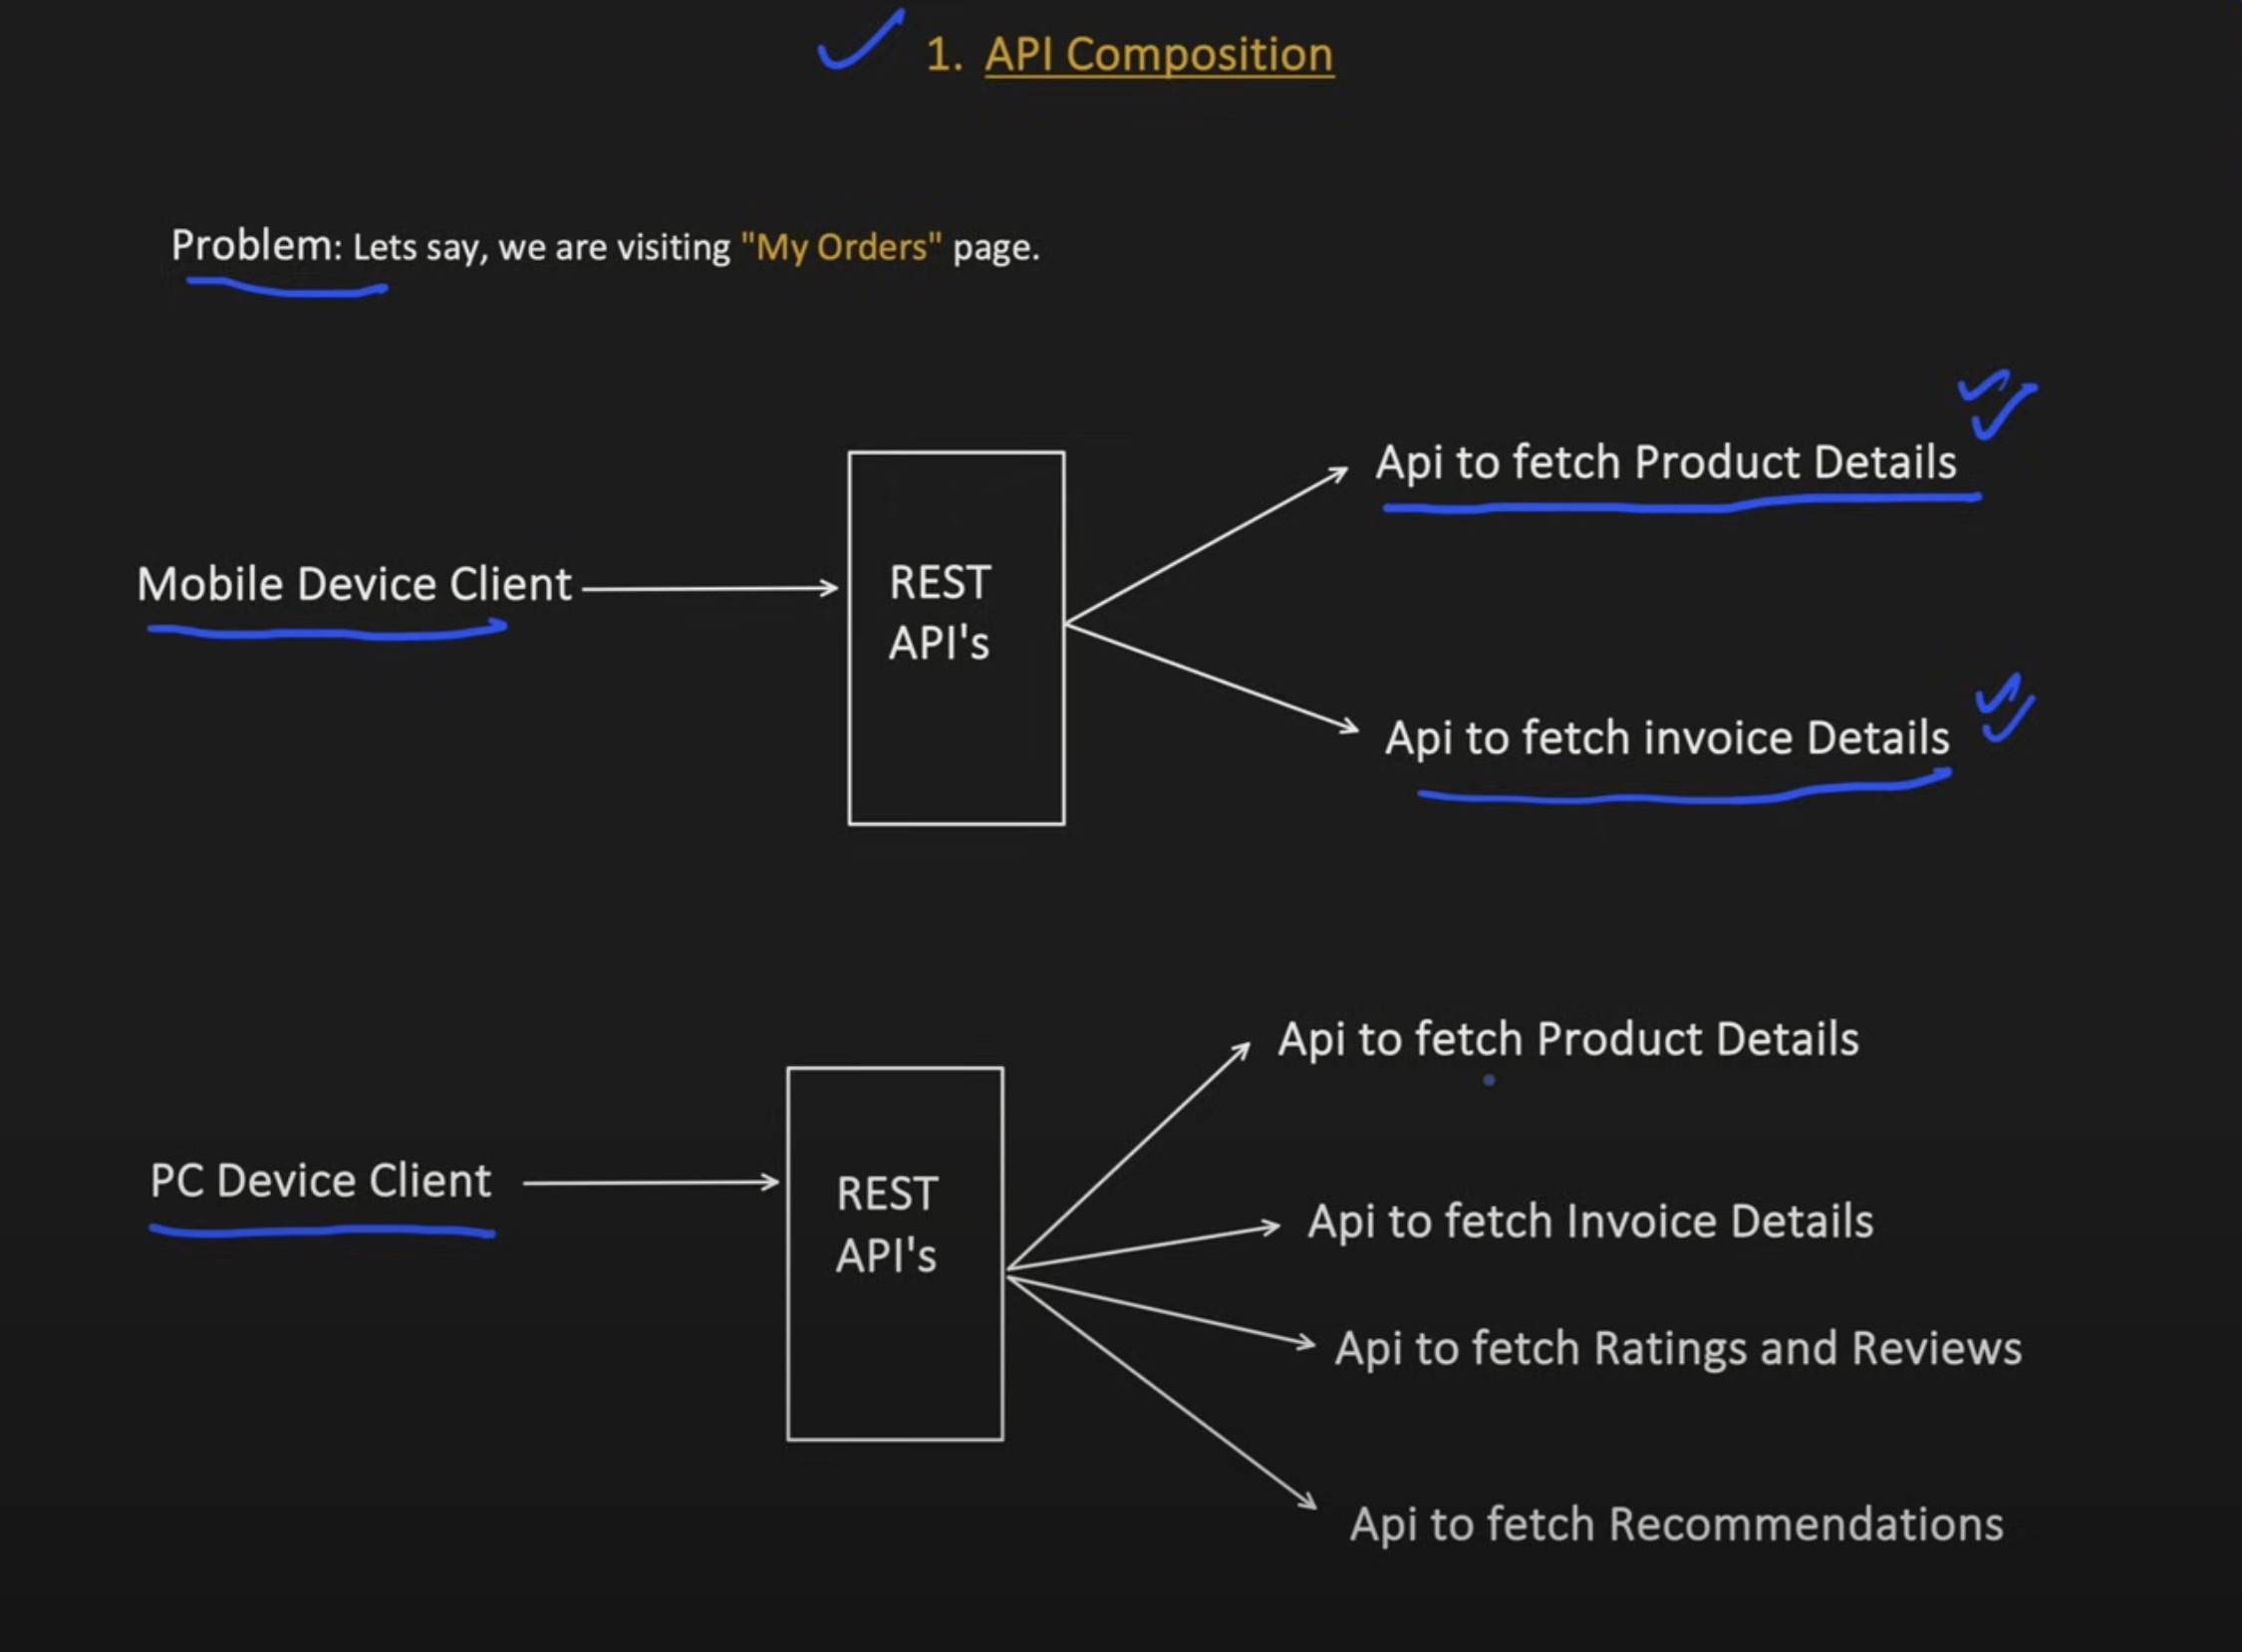 1. API Composition
Problem: Lets say, we are visiting "My Orders" page.
Mobile Device Client
REST
API's
Api to fetch Product Details
Api to fetch invoice Details
PC Device Client
REST
API's
Api to fetch Product Details
Api to fetch Invoice Details
Api to fetch Ratings and Reviews
Api to fetch Recommendations